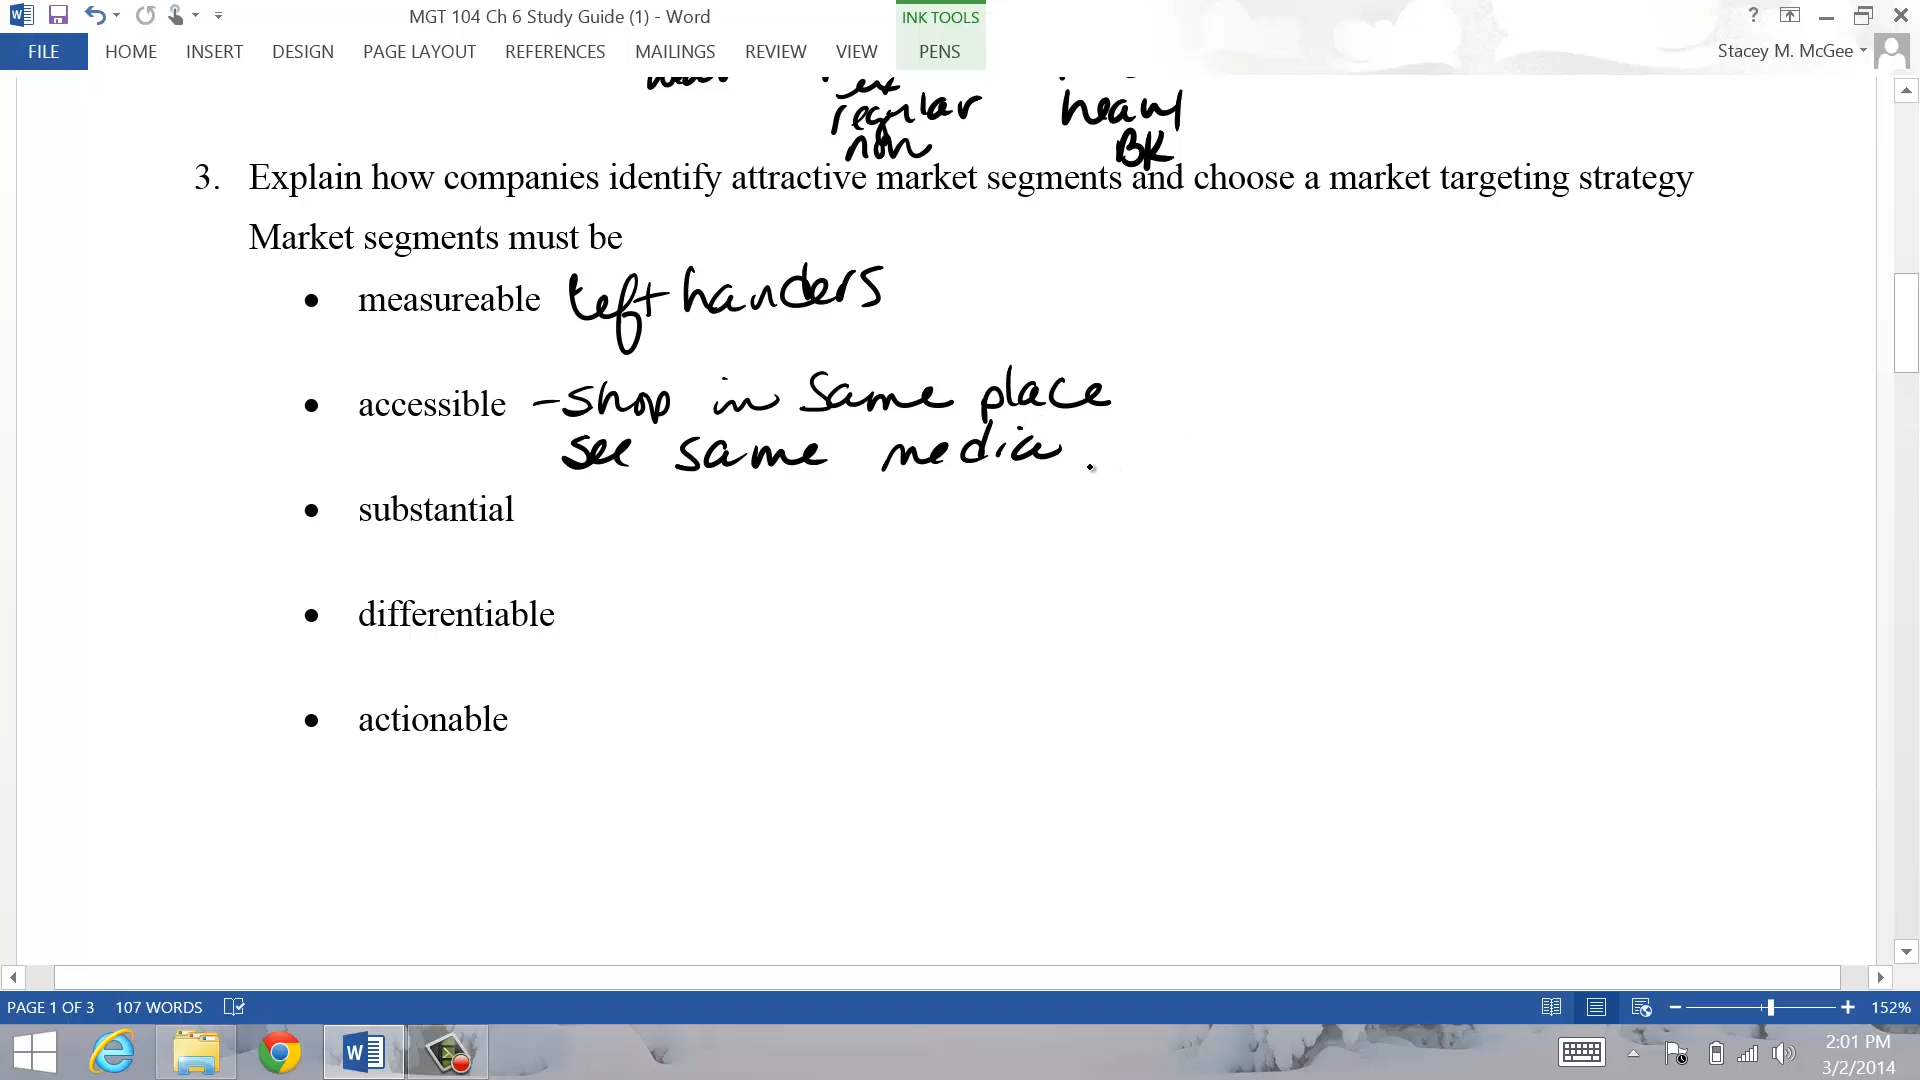 MGT 104 Ch 6 Study Guide (1) - Word
INK TOOLS
?
FILE HOME INSERT DESIGN PAGE LAYOUT REFERENCES MAILINGS REVIEW VIEW PENS
Stacey M. McGee
ex
regular heavy
non BK
3. Explain how companies identify attractive market segments and choose a market targeting strategy
Market segments must be
• measureable left handers
• accessible - shop in same place
see same media
• substantial
• differentiable
• actionable
PAGE 1 OF 3 107 WORDS
152%
2:01 PM
3/2/2014